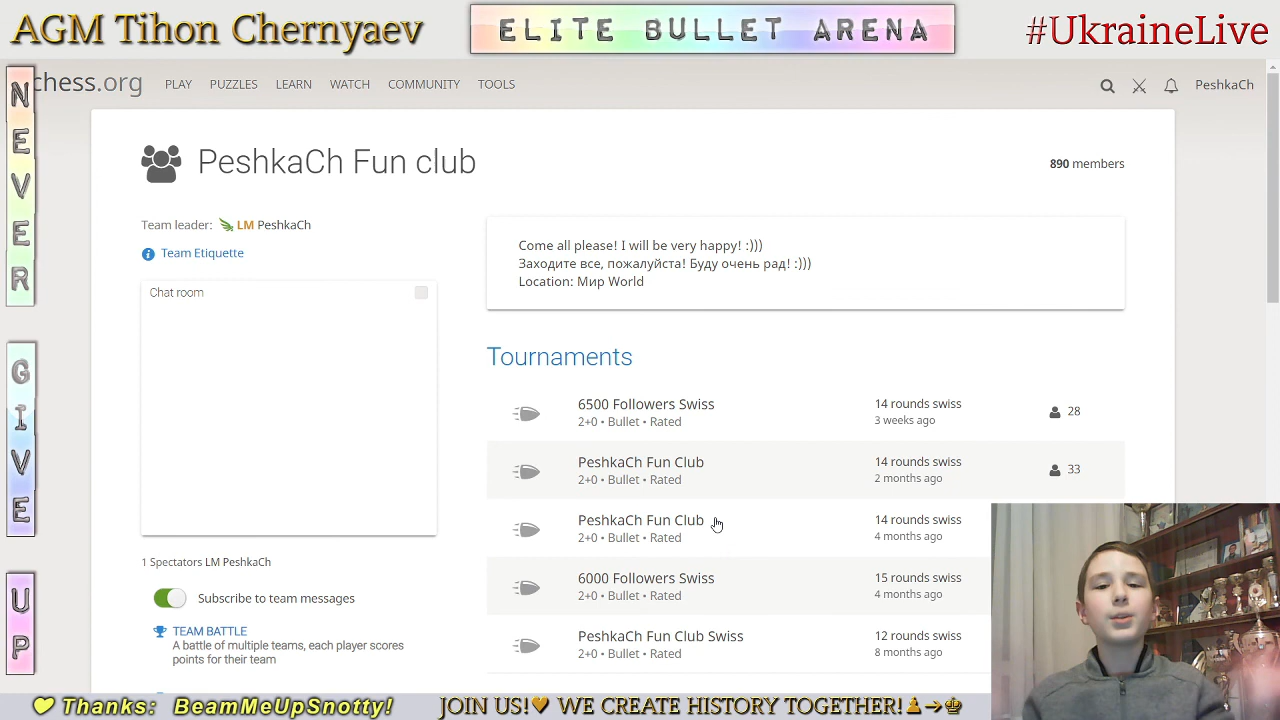 AGM Tihon Chernyaev
ELITE BULLET ARENA
#UkraineLive
NEVER
GIVE
UP
chess.org
PLAY
PUZZLES
LEARN
WATCH
COMMUNITY
TOOLS
PeshkaCh
PeshkaCh Fun club
890 members
Team leader: LM PeshkaCh
Team Etiquette
Come all please! I will be very happy! :)))
Заходите все, пожалуйста! Буду очень рад! :)))
Location: Мир World
Chat room
Tournaments
6500 Followers Swiss
2+0 • Bullet • Rated
14 rounds swiss
3 weeks ago
28
PeshkaCh Fun Club
2+0 • Bullet • Rated
14 rounds swiss
2 months ago
33
PeshkaCh Fun Club
2+0 • Bullet • Rated
14 rounds swiss
4 months ago
6000 Followers Swiss
2+0 • Bullet • Rated
15 rounds swiss
4 months ago
PeshkaCh Fun Club Swiss
2+0 • Bullet • Rated
12 rounds swiss
8 months ago
1 Spectators LM PeshkaCh
Subscribe to team messages
TEAM BATTLE
A battle of multiple teams, each player scores
points for their team
Thanks: BeamMeUpSnotty!
JOIN US!🧡 WE CREATE HISTORY TOGETHER!♟→♚